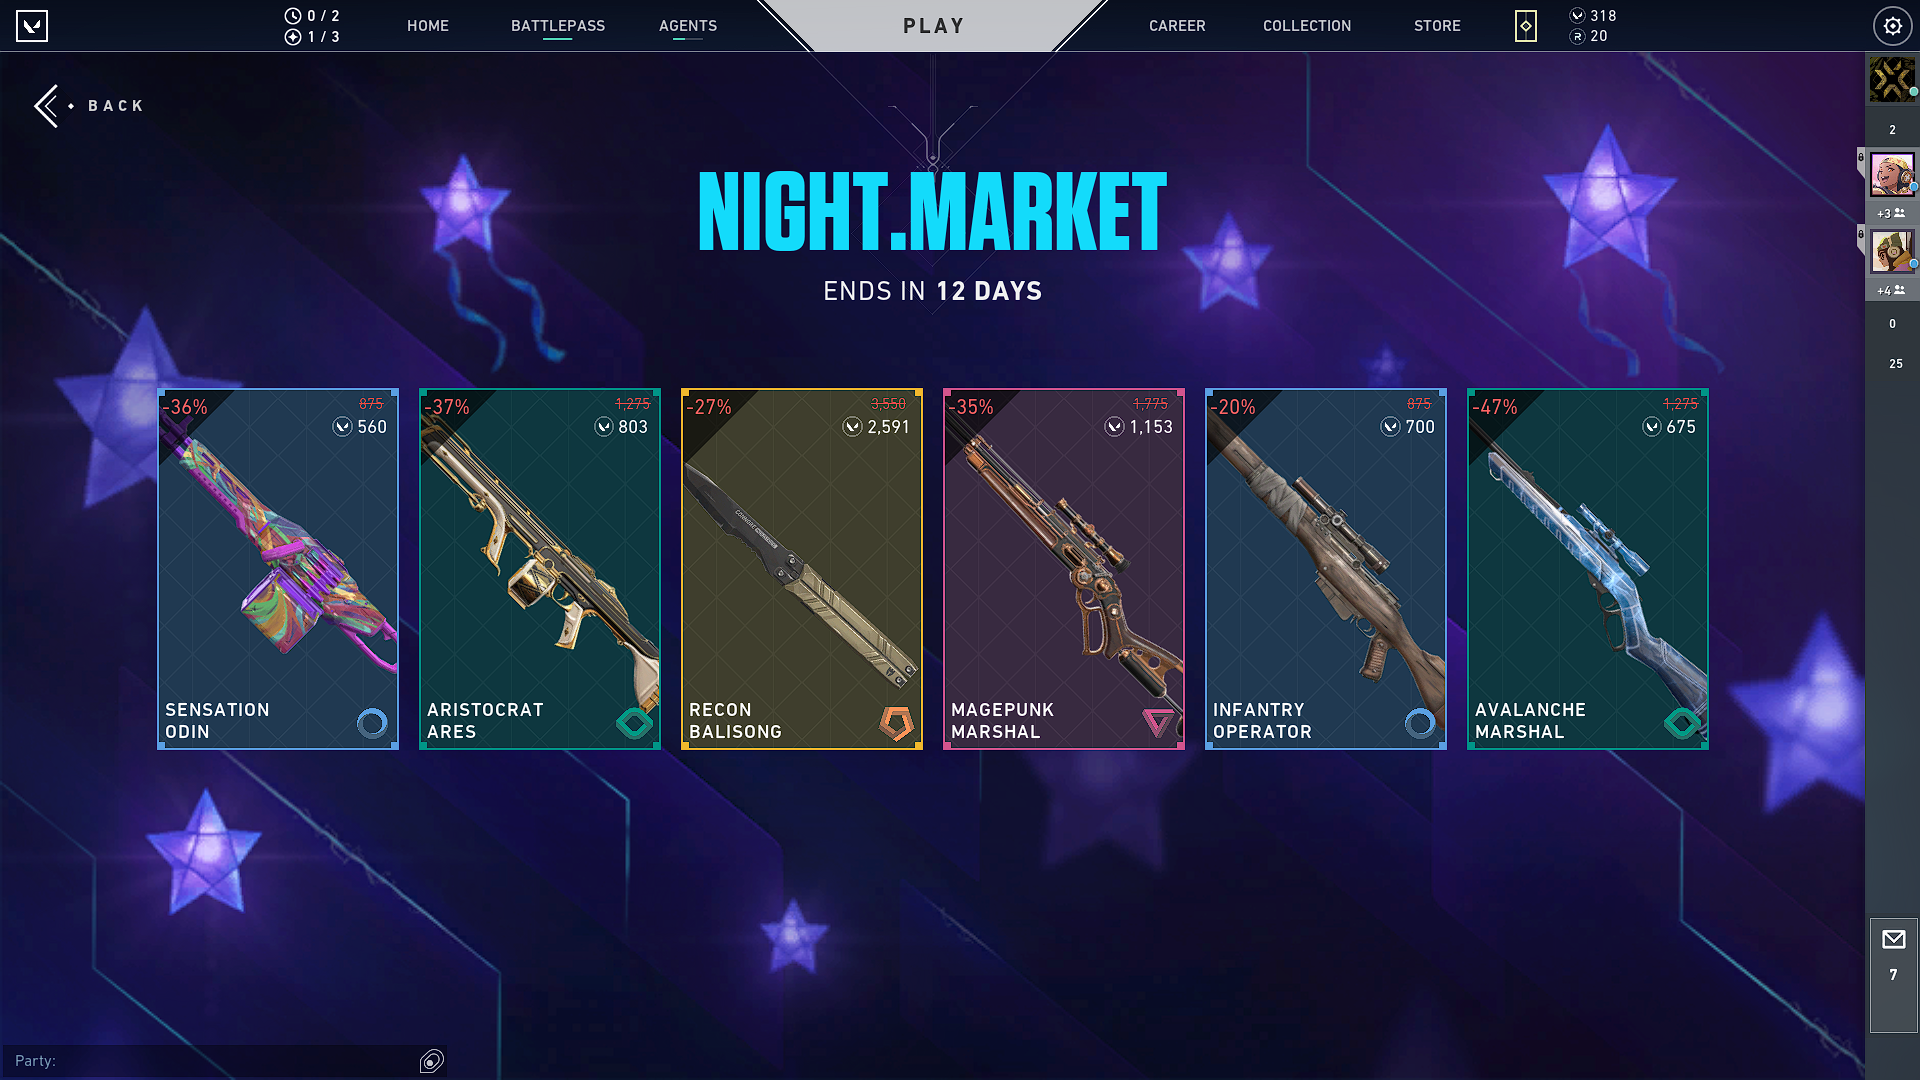 0 / 2
1 / 3
HOME
BATTLEPASS
AGENTS
PLAY
CAREER
COLLECTION
STORE
318
R 20
BACK
NIGHT.MARKET
ENDS IN 12 DAYS
2
+3
+4
0
25
-36%
875
560
SENSATION
ODIN
-37%
1,275
803
ARISTOCRAT
ARES
-27%
3,550
2,591
RECON
BALISONG
-35%
1,775
1,153
MAGEPUNK
MARSHAL
-20%
875
700
INFANTRY
OPERATOR
-47%
1,275
675
AVALANCHE
MARSHAL
7
Party: